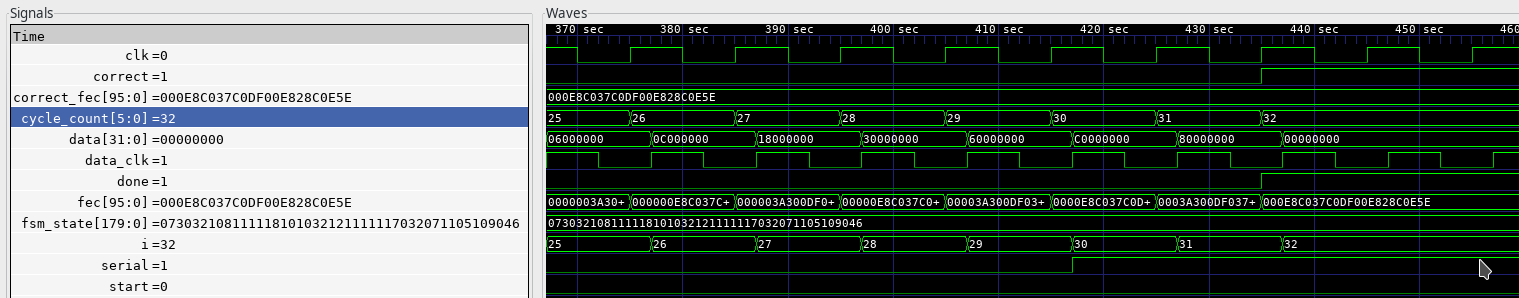 Signals
Waves
Time
370 sec 380 sec 390 sec 400 sec 410 sec 420 sec 430 sec 440 sec 450 sec 460
clk=0
correct=1
correct_fec[95:0]=000E8C037C0DF00E828C0E5E 000E8C037C0DF00E828C0E5E
cycle_count[5:0]=32 25 26 27 28 29 30 31 32
data[31:0]=00000000 06000000 0C000000 18000000 30000000 60000000 C0000000 80000000 00000000
data_clk=1
done=1
fec[95:0]=000E8C037C0DF00E828C0E5E 0000003A30+ 000000E8C037C+ 000003A300DF0+ 00000E8C037C0+ 00003A300DF03+ 0000E8C037C0D+ 0003A300DF037+ 000E8C037C0DF00E828C0E5E
fsm_state[179:0]=073032108111118101032121111117032071105109046 073032108111118101032121111117032071105109046
i=32 25 26 27 28 29 30 31 32
serial=1
start=0